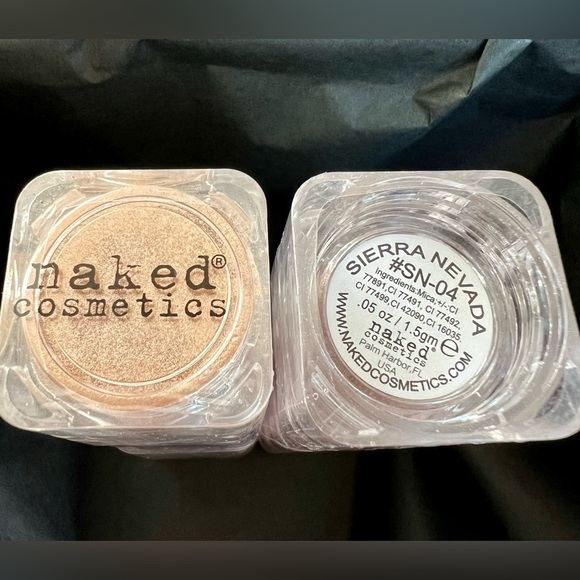 naked®
cosmetics
SIERRA NEVADA
#SN-04
Ingredients:Mica,+/-:CI
77891,CI 77491, CI 77492,
CI 77499,CI 42090,CI 16035,
.05 oz/1.5gm ℮
naked®
cosmetics
Palm Harbor,FL
USA
WWW.NAKEDCOSMETICS.COM